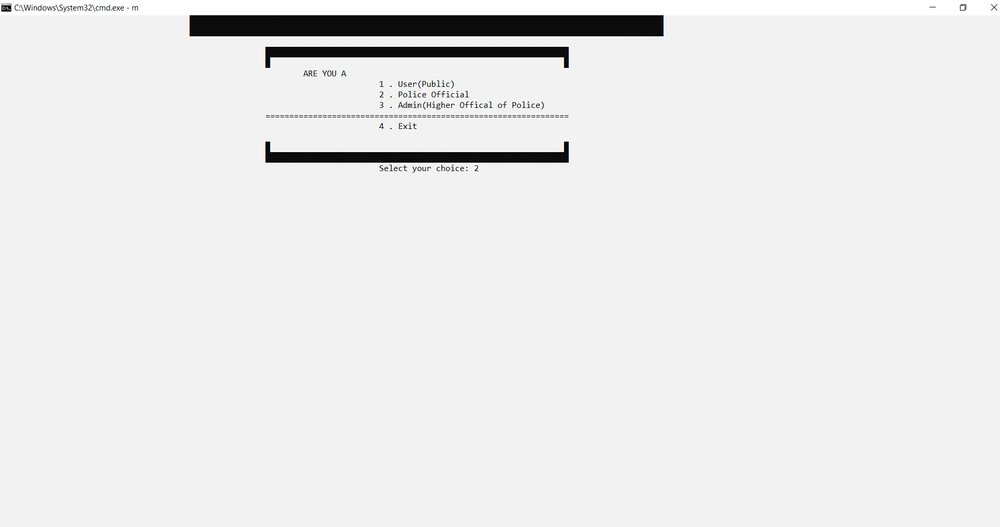 C:\Windows\System32\cmd.exe - m
ARE YOU A
1 . User(Public)
2 . Police Official
3 . Admin(Higher Offical of Police)
================================================================
4 . Exit
Select your choice: 2